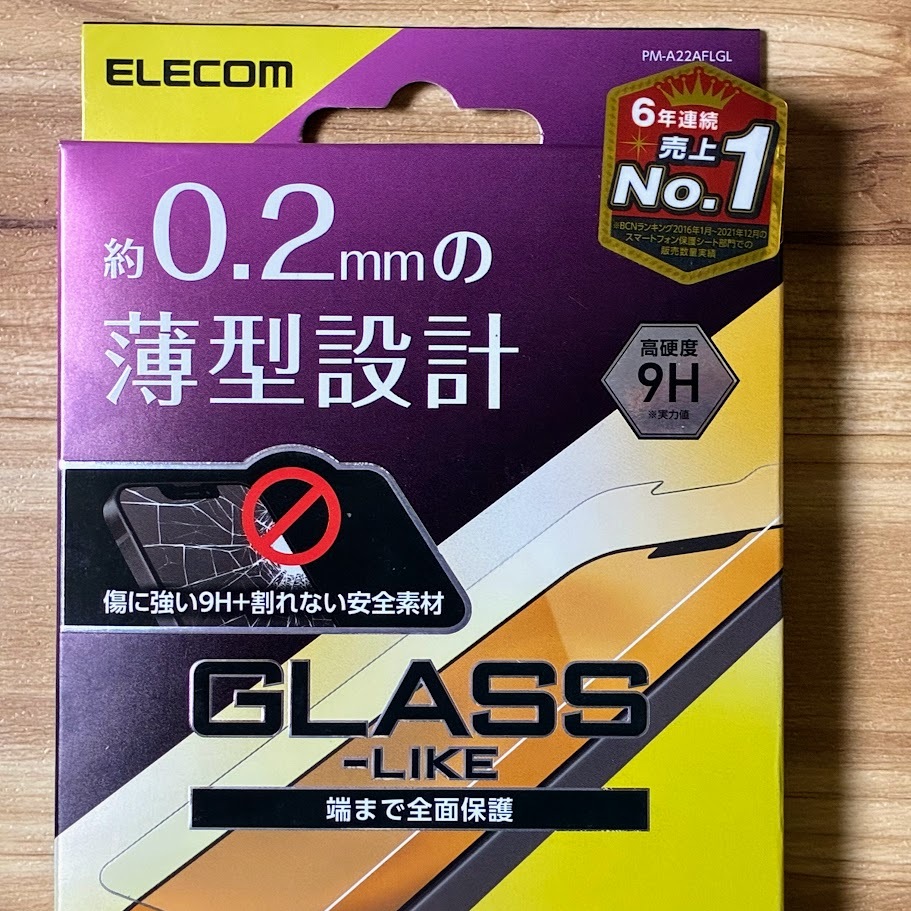 ELECOM
PM-A22AFLGL
6年連続
売上
No.1
※BCNランキング2016年1月~2021年12月の
スマートフォン保護シート部門での
販売数量実績
約0.2mmの
薄型設計
高硬度
9H
※実力値
傷に強い9H+割れない安全素材
GLASS
-LIKE
端まで全面保護